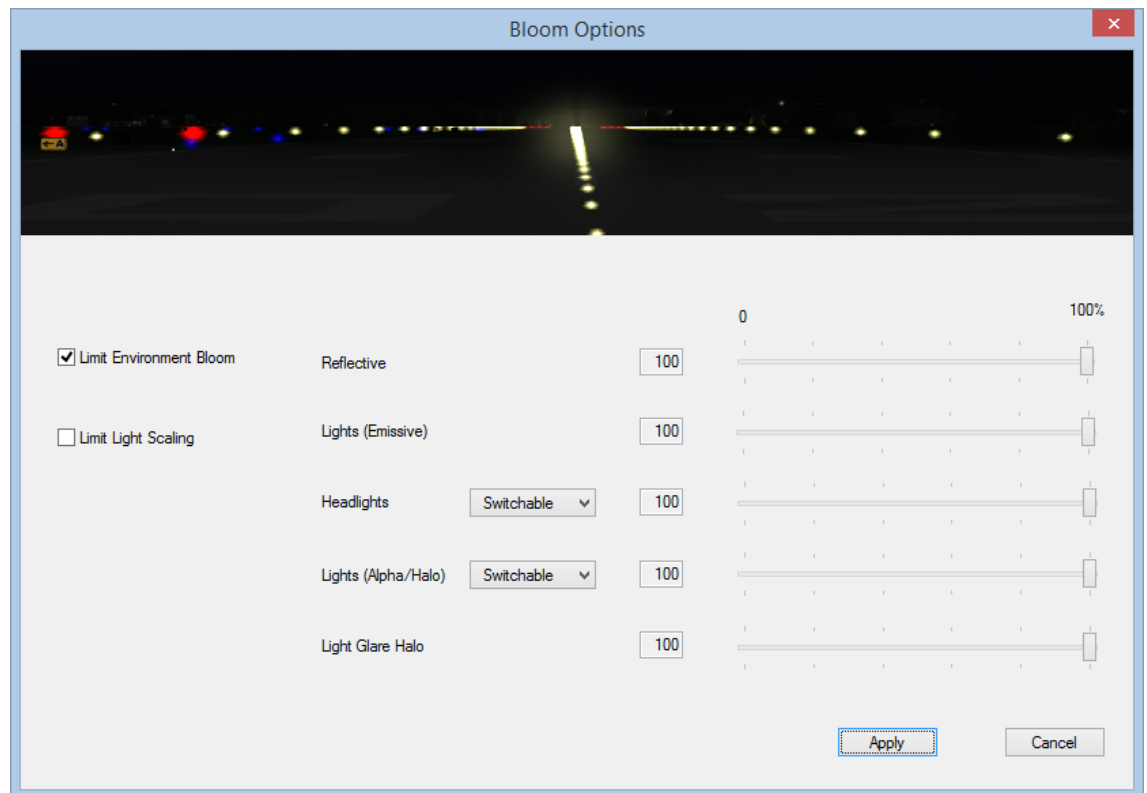 Bloom Options
←A
0 100%
Limit Environment Bloom Reflective 100
Limit Light Scaling Lights (Emissive) 100
Headlights Switchable 100
Lights (Alpha/Halo) Switchable 100
Light Glare Halo 100
Apply Cancel